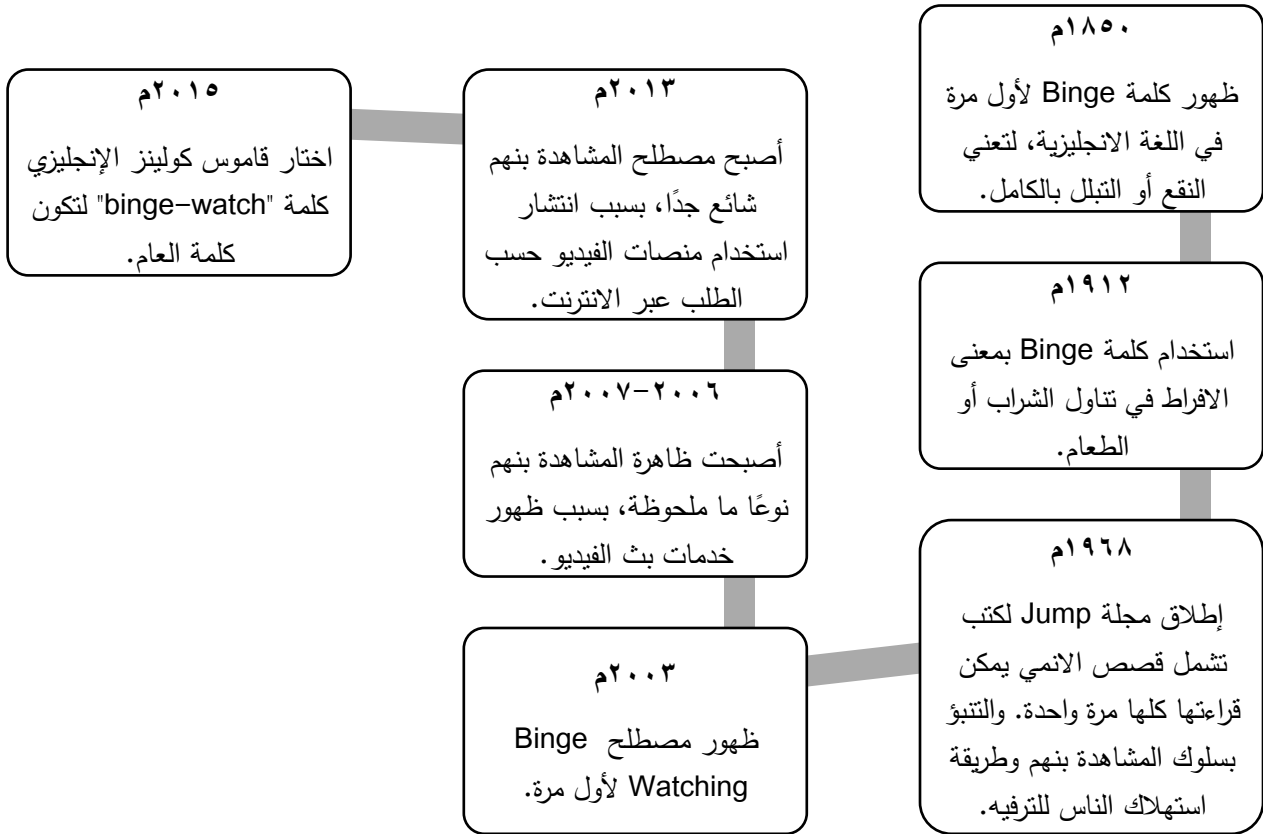 ١٨٥٠م
ظهور كلمة Binge لأول مرة
في اللغة الانجليزية، لتعني
النقع أو التبلل بالكامل.
١٩١٢م
استخدام كلمة Binge بمعنى
الافراط في تناول الشراب أو
الطعام.
١٩٦٨م
إطلاق مجلة Jump لكتب
تشمل قصص الانمي يمكن
قراءتها كلها مرة واحدة. والتنبؤ
بسلوك المشاهدة بنهم وطريقة
استهلاك الناس للترفيه.
٢٠٠٣م
ظهور مصطلح Binge
Watching لأول مرة.
٢٠٠٦-٢٠٠٧م
أصبحت ظاهرة المشاهدة بنهم
نوعًا ما ملحوظة، بسبب ظهور
خدمات بث الفيديو.
٢٠١٣م
أصبح مصطلح المشاهدة بنهم
شائع جدًا، بسبب انتشار
استخدام منصات الفيديو حسب
الطلب عبر الانترنت.
٢٠١٥م
اختار قاموس كولينز الإنجليزي
كلمة "binge-watch" لتكون
كلمة العام.